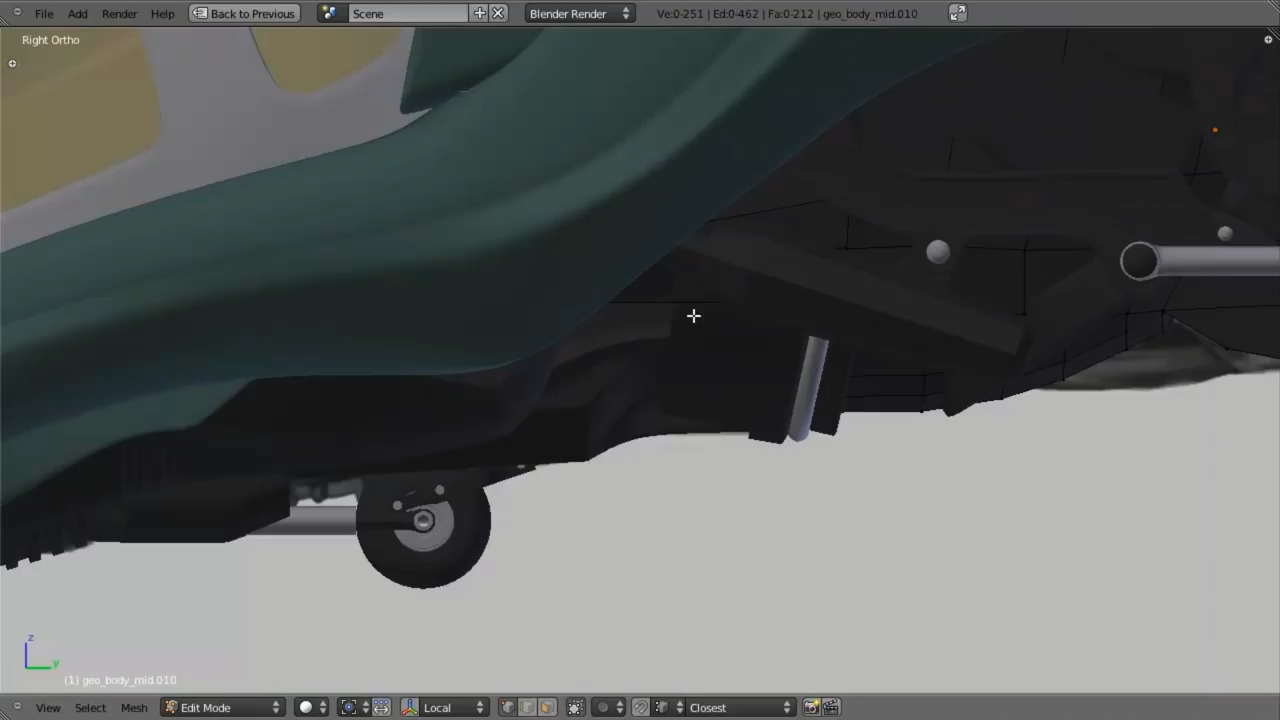 File Add Render Help Back to Previous Scene Blender Render Ve:0-251 | Ed:0-462 | Fa:0-212 | geo_body_mid.010
Right Ortho
z
y
(1) geo_body_mid.010
View Select Mesh Edit Mode Local Closest